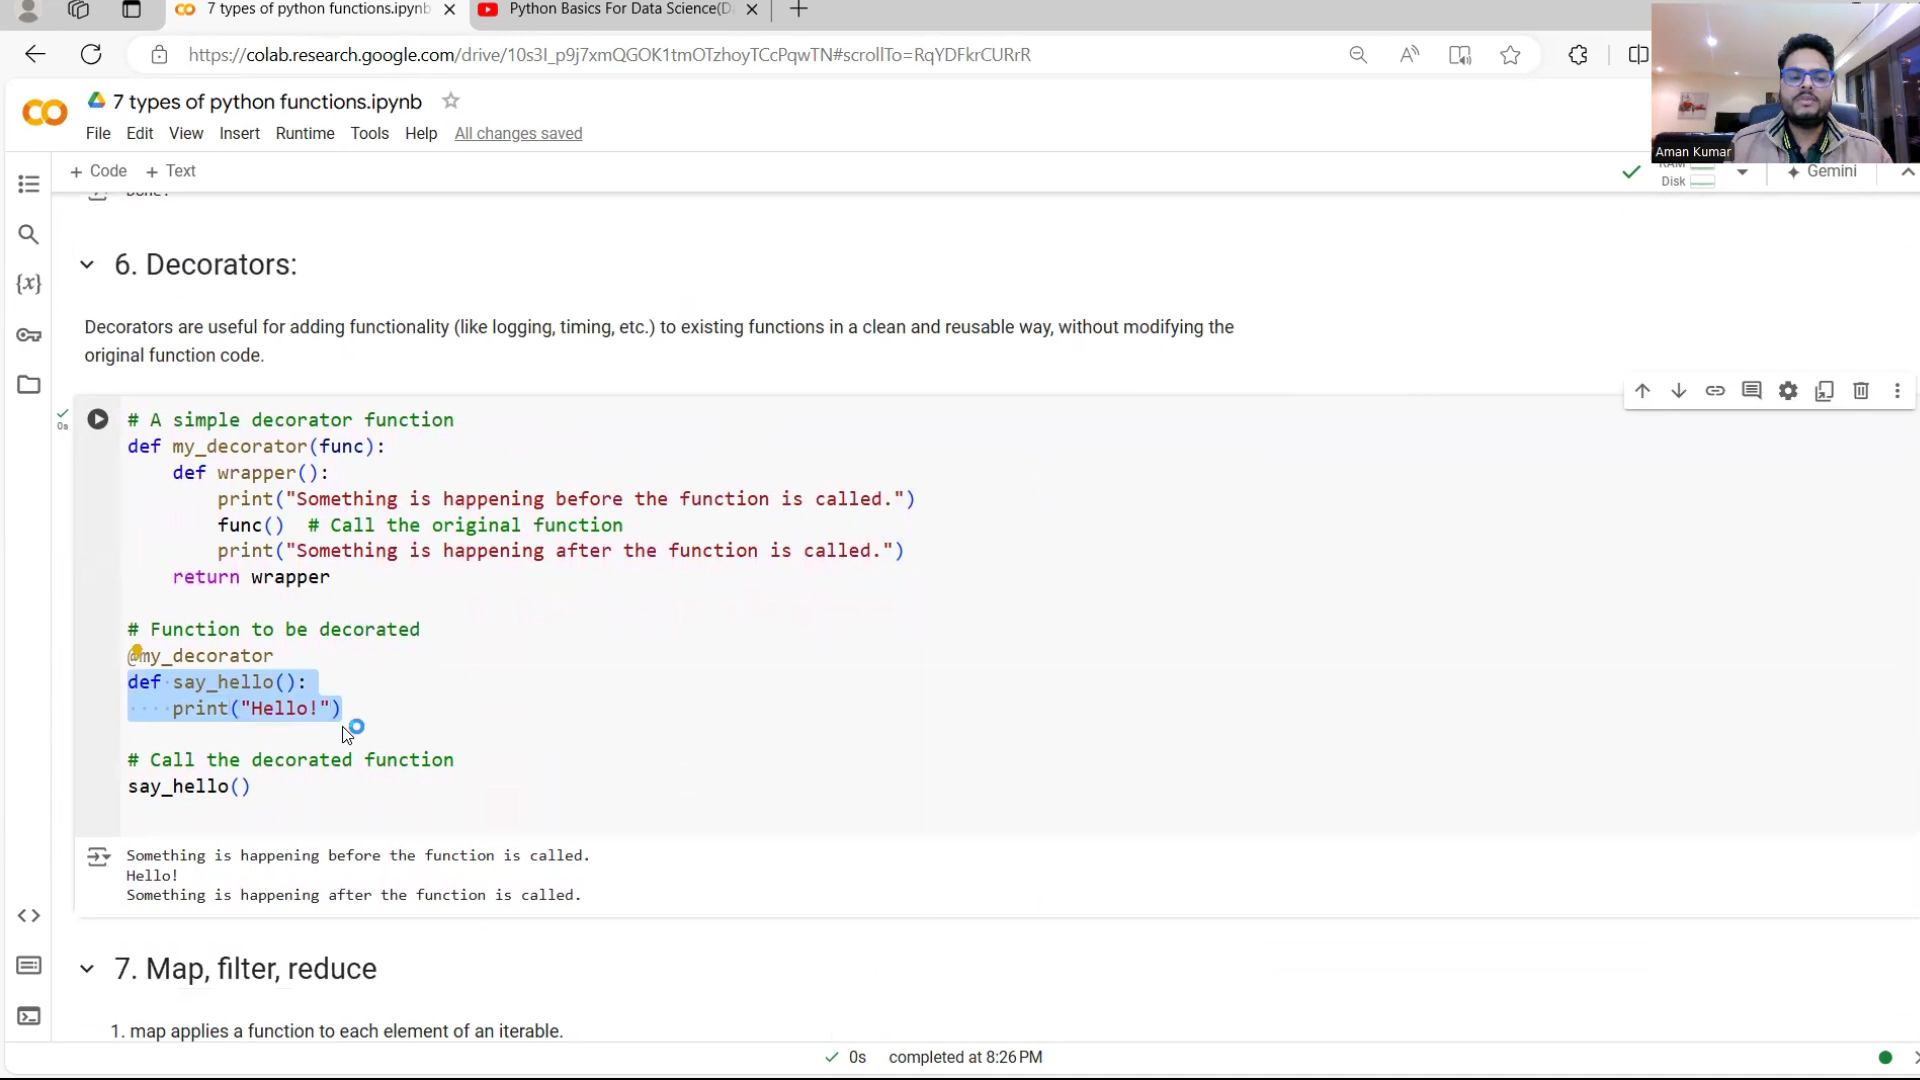 7 types of python functions.ipynb
Python Basics For Data Science(D
https://colab.research.google.com/drive/10s3I_p9j7xmQGOK1tmOTzhoyTCcPqwTN#scrollTo=RqYDFkrCURrR
7 types of python functions.ipynb
File Edit View Insert Runtime Tools Help All changes saved
Aman Kumar
+ Code + Text
RAM
Disk
Gemini
Done!
6. Decorators:
Decorators are useful for adding functionality (like logging, timing, etc.) to existing functions in a clean and reusable way, without modifying the
original function code.
0s
# A simple decorator function
def my_decorator(func):
    def wrapper():
        print("Something is happening before the function is called.")
        func()  # Call the original function
        print("Something is happening after the function is called.")
    return wrapper
# Function to be decorated
@my_decorator
def say_hello():
    print("Hello!")
# Call the decorated function
say_hello()
Something is happening before the function is called.
Hello!
Something is happening after the function is called.
7. Map, filter, reduce
1. map applies a function to each element of an iterable.
0s completed at 8:26 PM